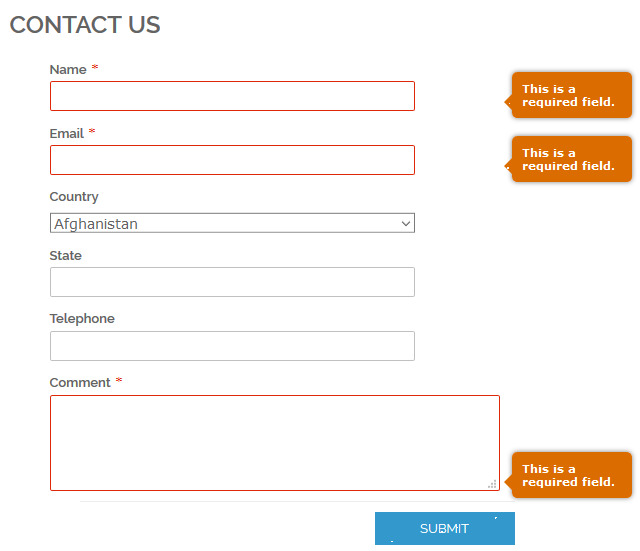 CONTACT US
Name *
This is a
required field.
Email *
This is a
required field.
Country
Afghanistan
State
Telephone
Comment *
This is a
required field.
SUBMIT